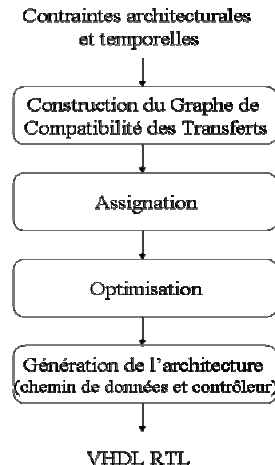 Contraintes architecturales
et temporelles
Construction du Graphe de
Compatibilité des Transferts
Assignation
Optimisation
Génération de l'architecture
(chemin de données et contrôleur)
VHDL RTL